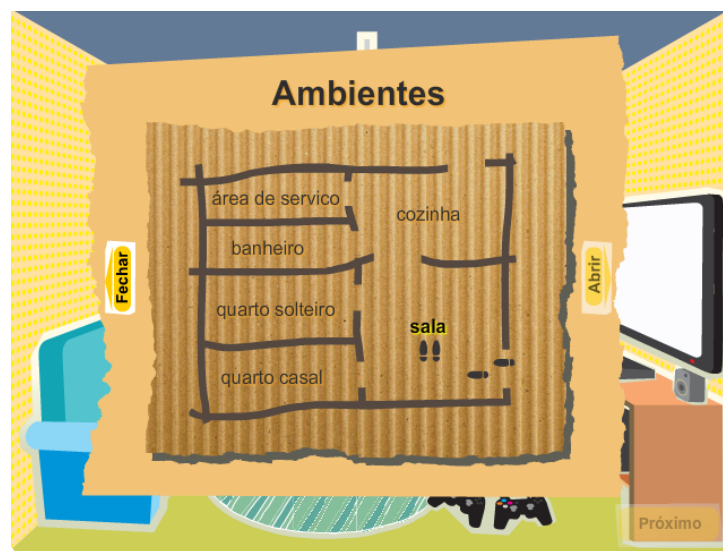 Ambientes
área de servico
cozinha
banheiro
Fechar
Abrir
quarto solteiro
sala
quarto casal
Próximo